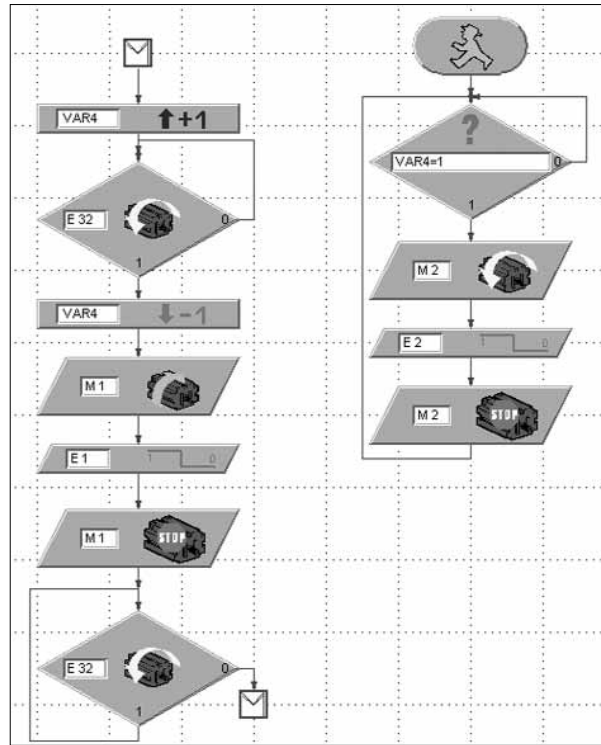 VAR4 +1
E 32
0
1
VAR4 -1
M 1
E 1 1 0
M 1 STOP
E 32
0
1
?
VAR4=1
0
1
M 2
E 2 1 0
M 2 STOP